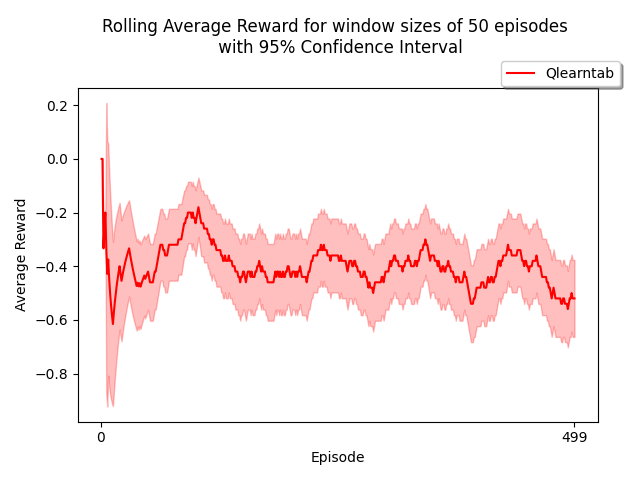 Rolling Average Reward for window sizes of 50 episodes
with 95% Confidence Interval
Qlearntab
0.2
0.0
−0.2
−0.4
−0.6
−0.8
Average Reward
0
499
Episode